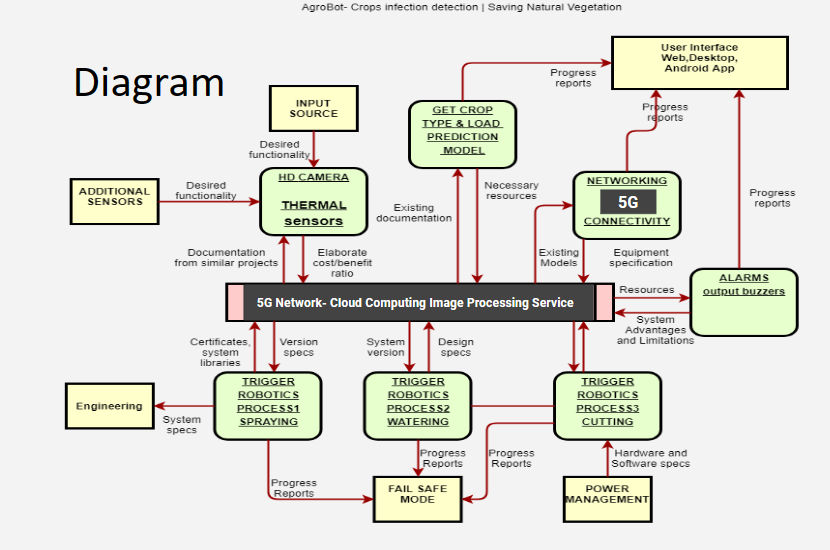 AgroBot- Crops infection detection | Saving Natural Vegetation
Diagram
User Interface
Web,Desktop,
Android App
Progress
reports
INPUT
SOURCE
GET CROP
TYPE & LOAD
PREDICTION
MODEL
Progress
reports
Desired
functionality
HD CAMERA
THERMAL
sensors
ADDITIONAL
SENSORS
Desired
functionality
Existing
documentation
Necessary
resources
NETWORKING
5G
CONNECTIVITY
Progress
reports
Documentation
from similar projects
Elaborate
cost/benefit
ratio
Existing
Models
Equipment
specification
ALARMS
output buzzers
5G Network- Cloud Computing Image Processing Service
Resources
System
Advantages
and Limitations
Certificates,
system
libraries
Version
specs
System
version
Design
specs
TRIGGER
ROBOTICS
PROCESS1
SPRAYING
TRIGGER
ROBOTICS
PROCESS2
WATERING
TRIGGER
ROBOTICS
PROCESS3
CUTTING
Engineering
System
specs
Progress
Reports
Progress
Reports
Progress
Reports
Hardware and
Software specs
FAIL SAFE
MODE
POWER
MANAGEMENT